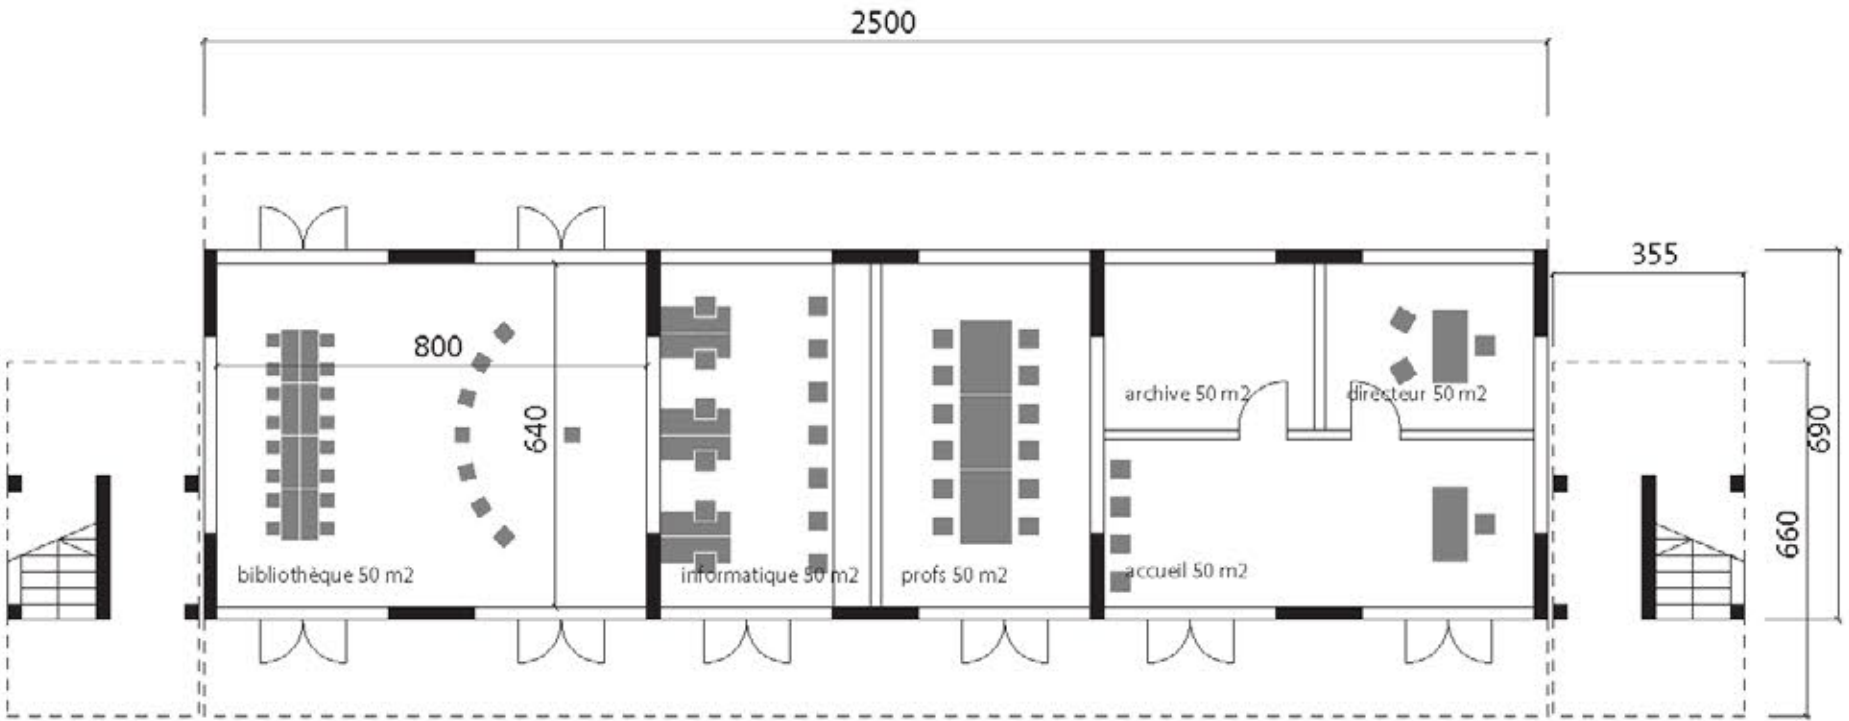 2500
355
800
640
690
660
archive 50 m2
directeur 50 m2
bibliothèque 50 m2
informatique 50 m2
profs 50 m2
accueil 50 m2